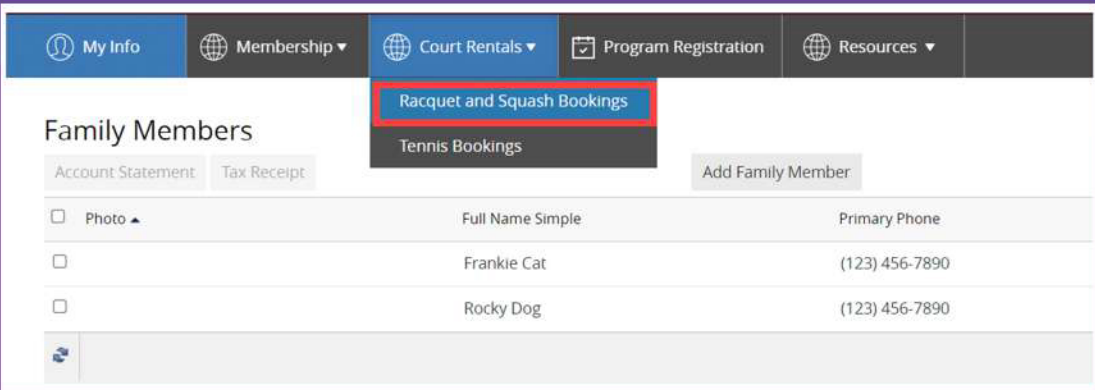 My Info Membership ▾ Court Rentals ▾ Program Registration Resources ▾
Racquet and Squash Bookings
Tennis Bookings
Family Members
Account Statement Tax Receipt Add Family Member
Photo Full Name Simple Primary Phone
Frankie Cat (123) 456-7890
Rocky Dog (123) 456-7890